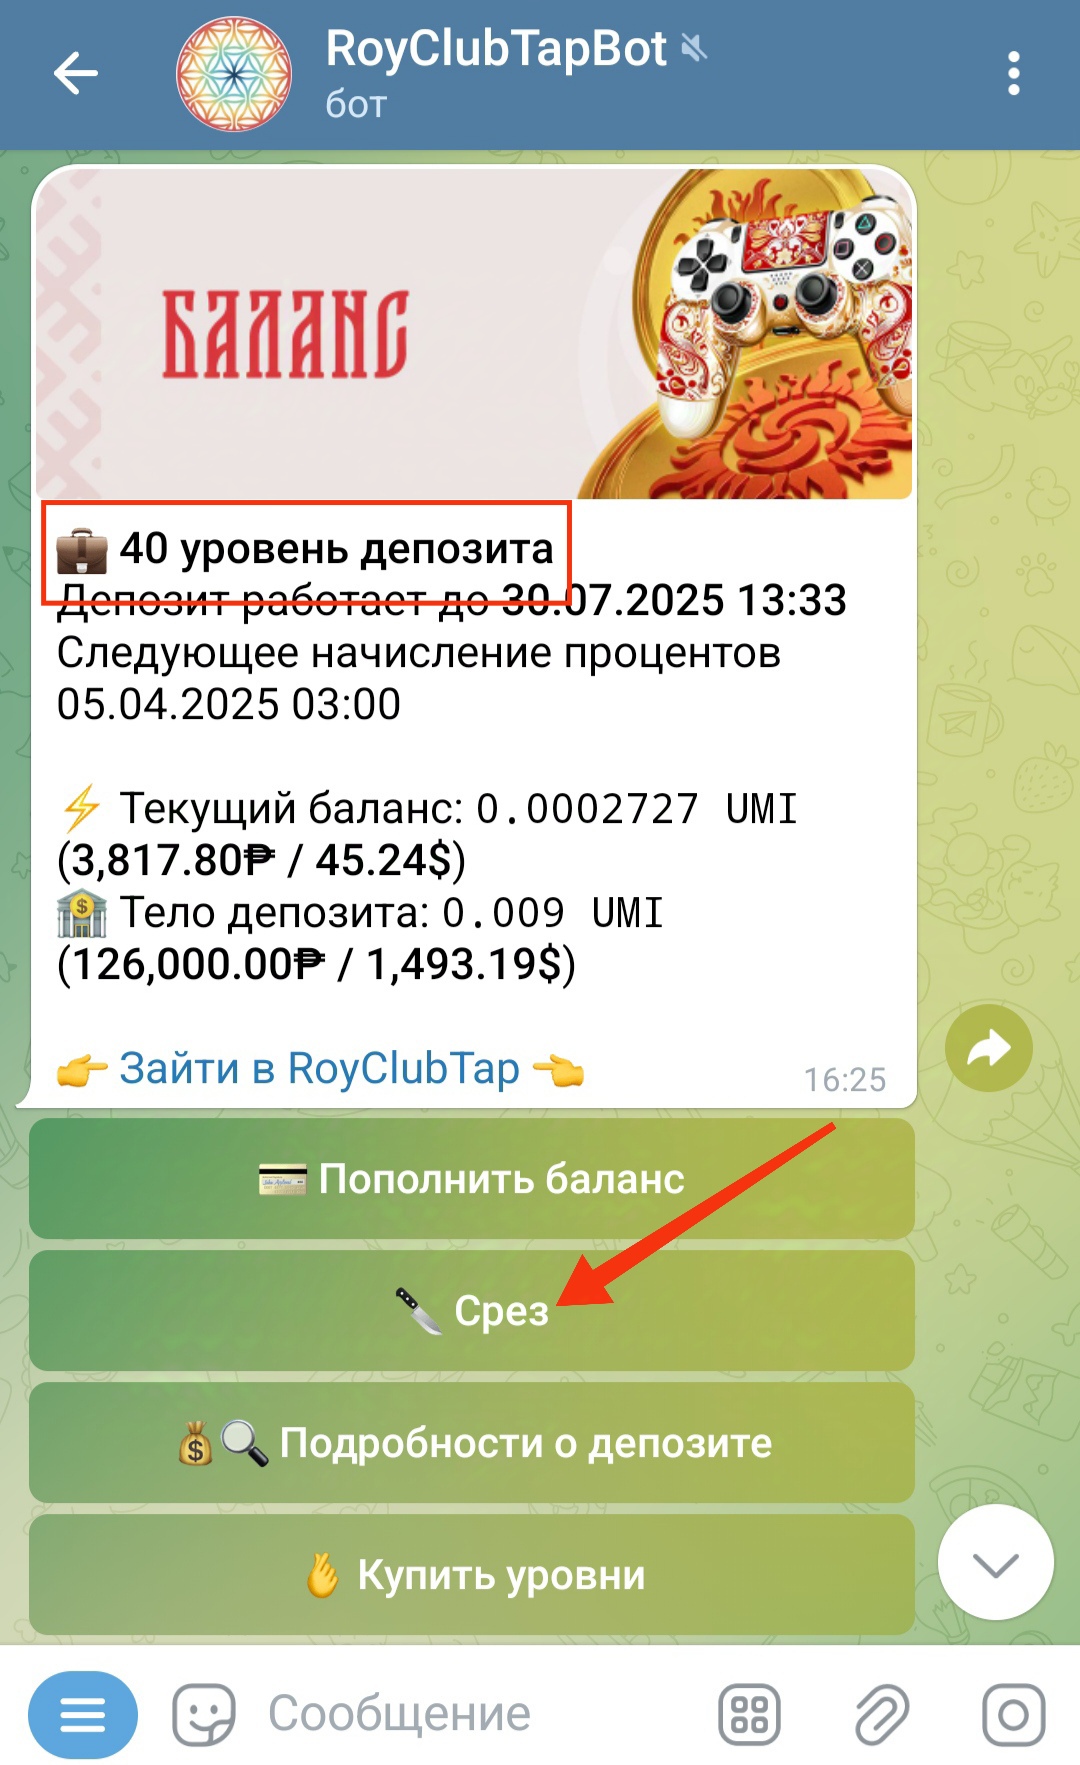 RoyClubTapBot
бот
БАЛАНС
40 уровень депозита
Депозит работает до 30.07.2025 13:33
Следующее начисление процентов
05.04.2025 03:00
Текущий баланс: 0.0002727 UMI
(3,817.80₱ / 45.24$)
Тело депозита: 0.009 UMI
(126,000.00₱ / 1,493.19$)
Зайти в RoyClubTap
16:25
Пополнить баланс
Срез
Подробности о депозите
Купить уровни
Сообщение